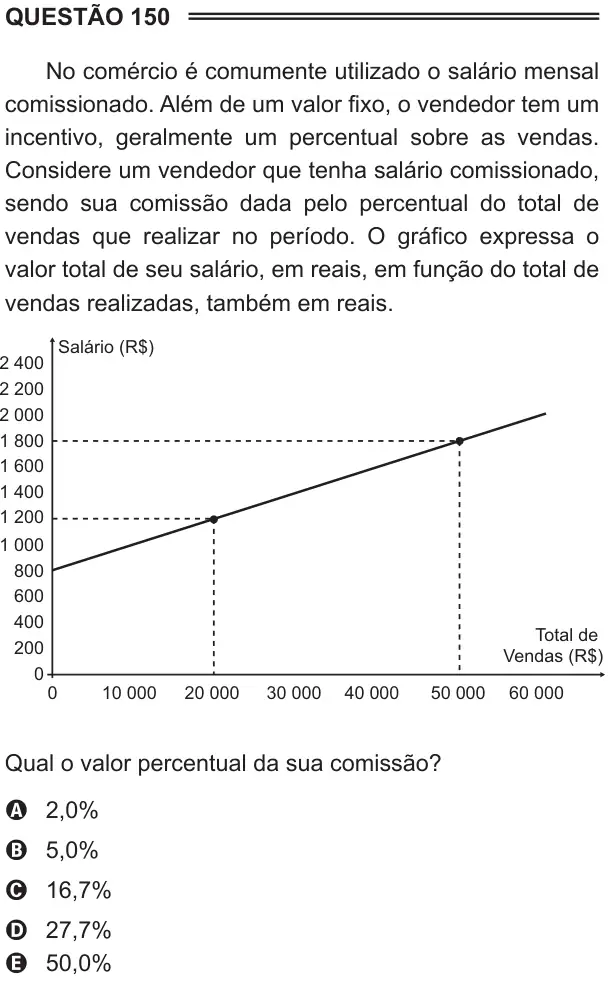 QUESTÃO 150
No comércio é comumente utilizado o salário mensal
comissionado. Além de um valor fixo, o vendedor tem um
incentivo, geralmente um percentual sobre as vendas.
Considere um vendedor que tenha salário comissionado,
sendo sua comissão dada pelo percentual do total de
vendas que realizar no período. O gráfico expressa o
valor total de seu salário, em reais, em função do total de
vendas realizadas, também em reais.
Salário (R$)
2 400
2 200
2 000
1 800
1 600
1 400
1 200
1 000
800
600
400
200
0
Total de
Vendas (R$)
0 10 000 20 000 30 000 40 000 50 000 60 000
Qual o valor percentual da sua comissão?
A 2,0%
B 5,0%
C 16,7%
D 27,7%
E 50,0%